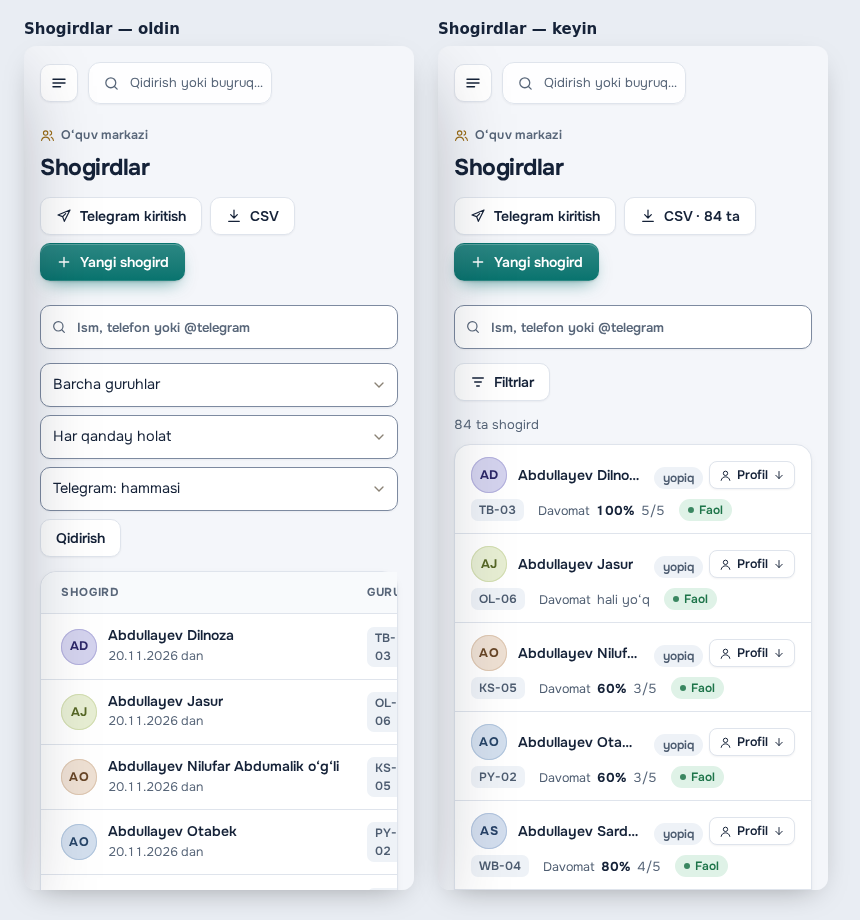 Shogirdlar — oldin
Qidirish yoki buyruq...
Oʻquv markazi
Shogirdlar
Telegram kiritish
CSV
Yangi shogird
Ism, telefon yoki @telegram
Barcha guruhlar
Har qanday holat
Telegram: hammasi
Qidirish
SHOGIRD
AD
Abdullayev Dilnoza
20.11.2026 dan
TB-
03
AJ
Abdullayev Jasur
20.11.2026 dan
OL-
06
AO
Abdullayev Nilufar Abdumalik oʻgʻli
20.11.2026 dan
KS-
05
AO
Abdullayev Otabek
20.11.2026 dan
PY-
02
Shogirdlar — keyin
Qidirish yoki buyruq...
Oʻquv markazi
Shogirdlar
Telegram kiritish
CSV · 84 ta
Yangi shogird
Ism, telefon yoki @telegram
Filtrlar
84 ta shogird
AD Abdullayev Dilno... yopiq Profil ↓
TB-03 Davomat 100% 5/5 Faol
AJ Abdullayev Jasur yopiq Profil ↓
OL-06 Davomat hali yoʻq Faol
AO Abdullayev Niluf... yopiq Profil ↓
KS-05 Davomat 60% 3/5 Faol
AO Abdullayev Ota... yopiq Profil ↓
PY-02 Davomat 60% 3/5 Faol
AS Abdullayev Sard... yopiq Profil ↓
WB-04 Davomat 80% 4/5 Faol